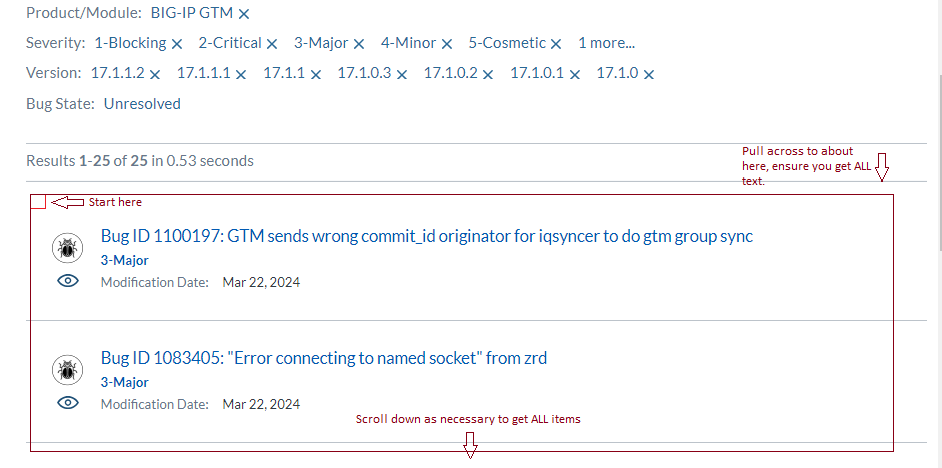 Product/Module: BIG-IP GTM ×
Severity: 1-Blocking × 2-Critical × 3-Major × 4-Minor × 5-Cosmetic × 1 more...
Version: 17.1.1.2 × 17.1.1.1 × 17.1.1 × 17.1.0.3 × 17.1.0.2 × 17.1.0.1 × 17.1.0 ×
Bug State: Unresolved
Results 1-25 of 25 in 0.53 seconds
Pull across to about
here, ensure you get ALL
text.
Start here
Bug ID 1100197: GTM sends wrong commit_id originator for iqsyncer to do gtm group sync
3-Major
Modification Date: Mar 22, 2024
Bug ID 1083405: "Error connecting to named socket" from zrd
3-Major
Modification Date: Mar 22, 2024
Scroll down as necessary to get ALL items